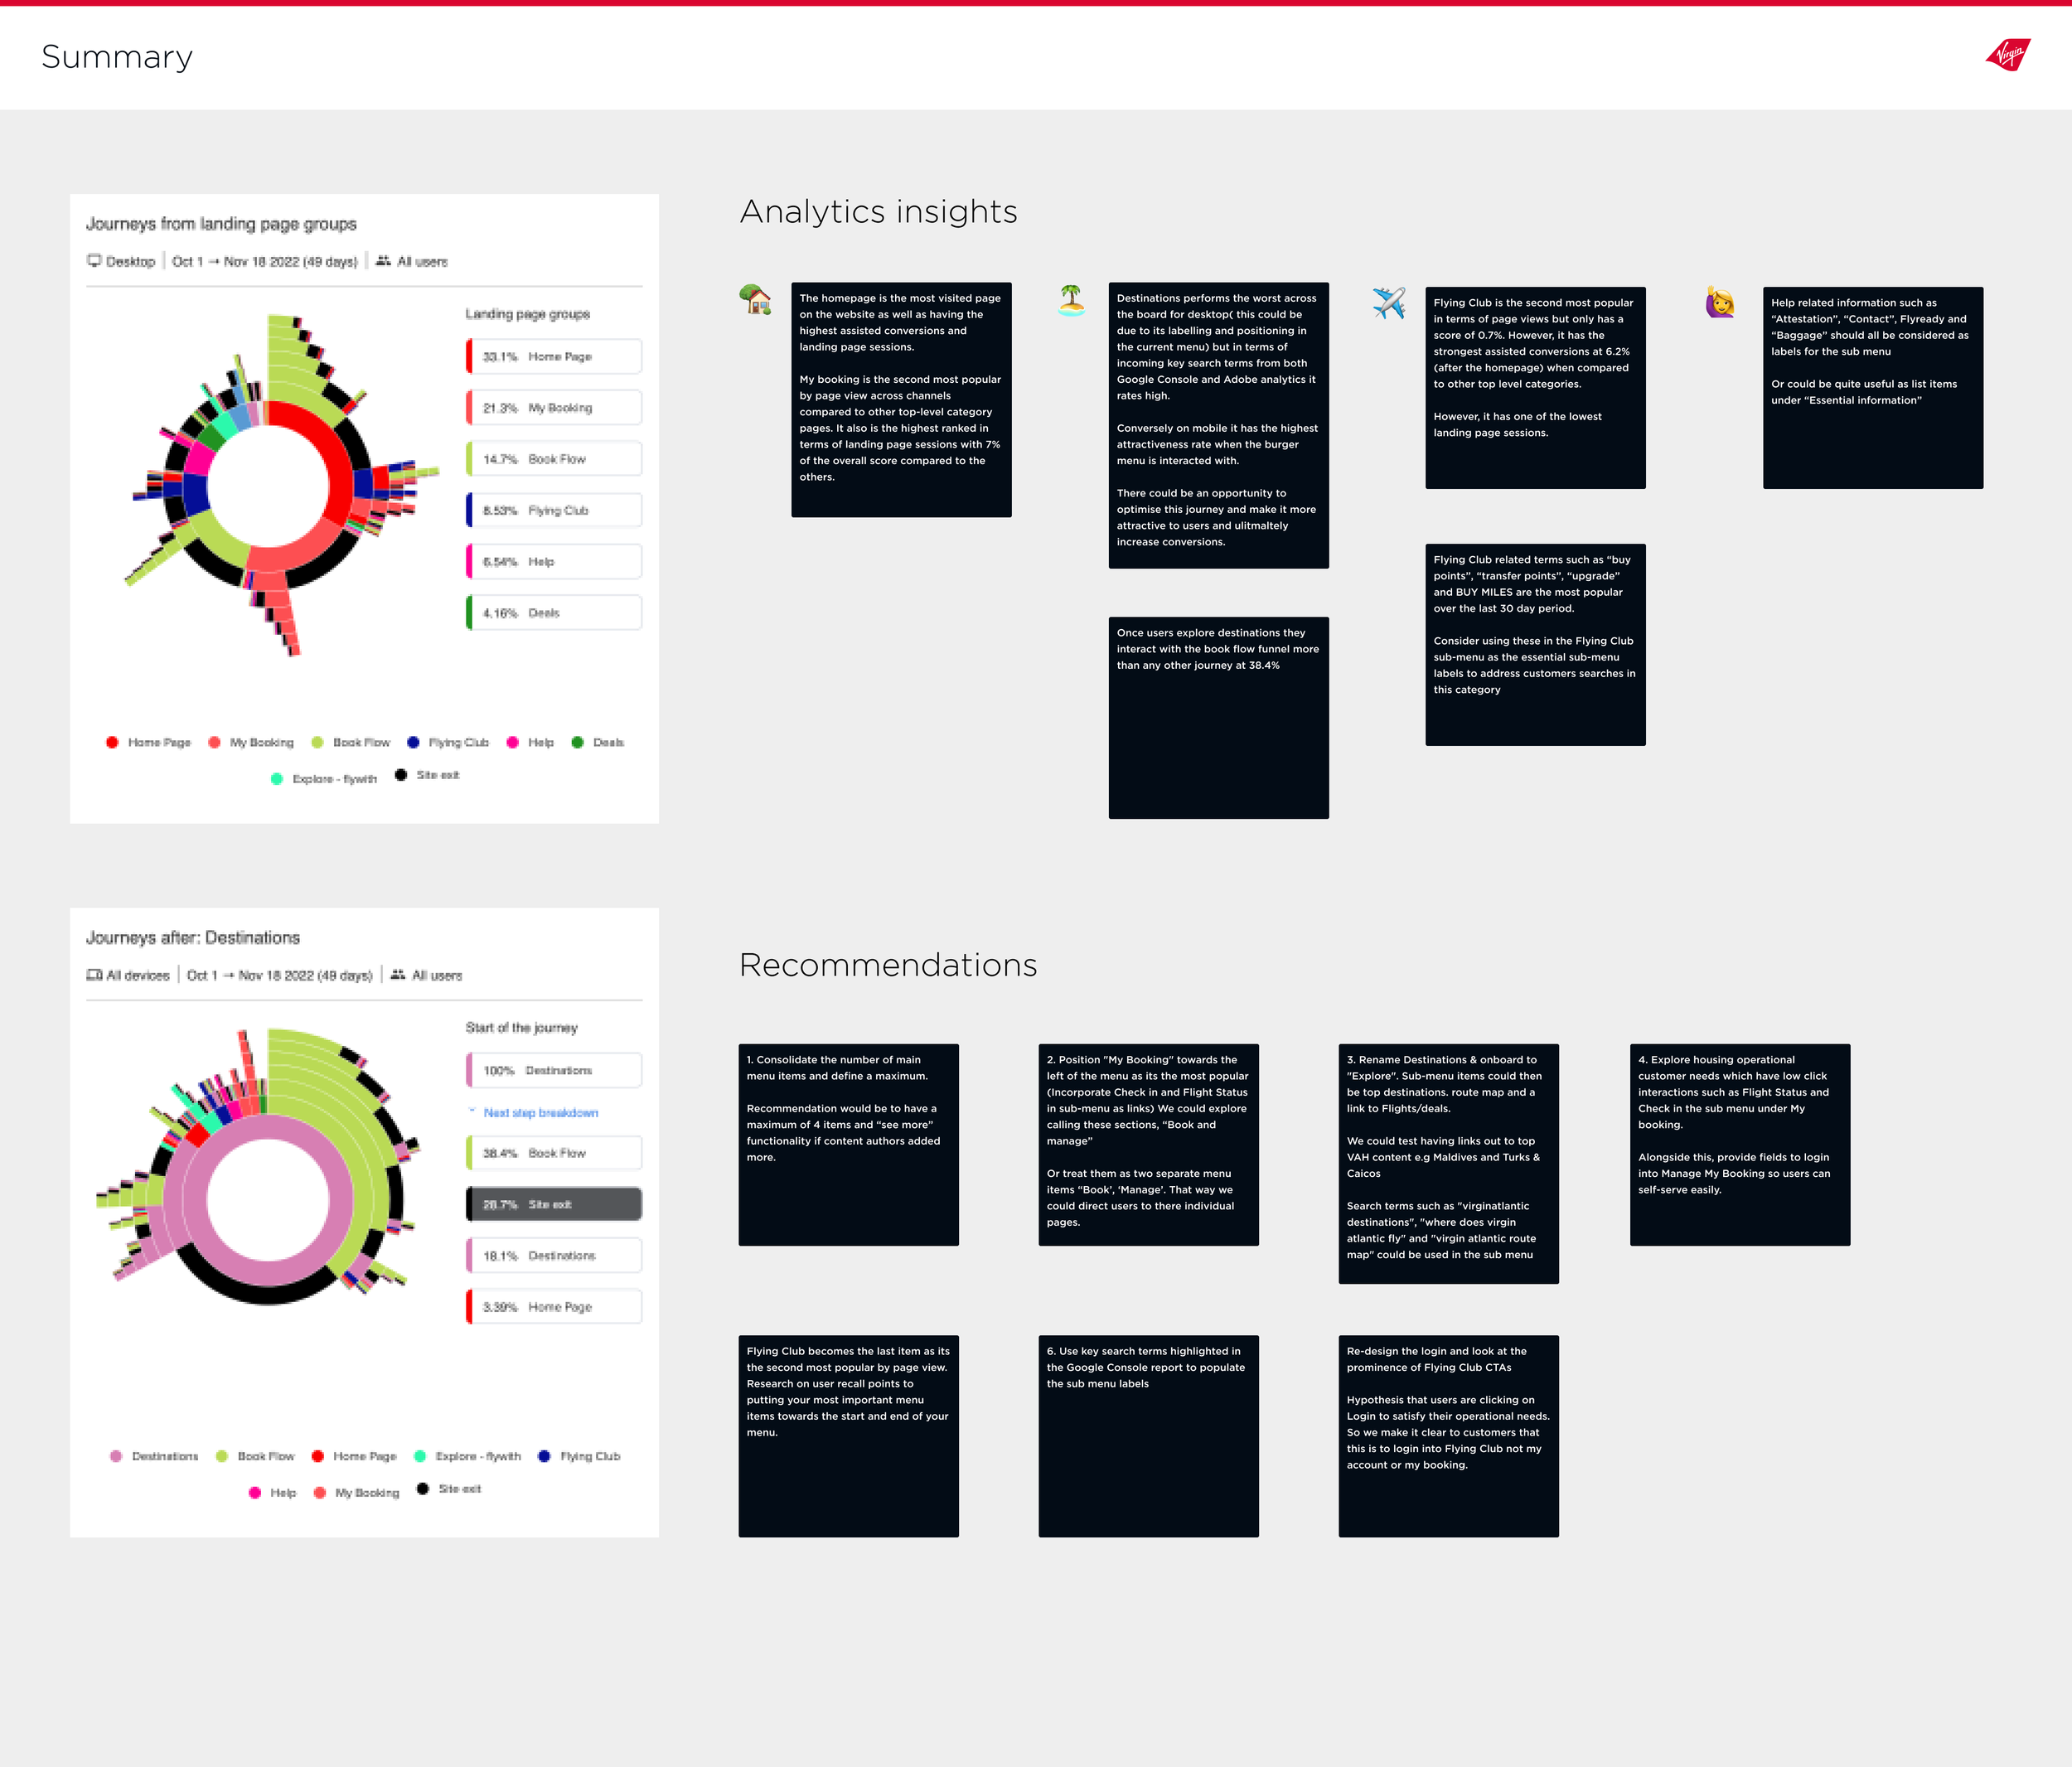 Summary
Virgin
Journeys from landing page groups
Desktop | Oct 1 → Nov 18 2022 (49 days) | All users
Landing page groups
33.1% Home Page
21.3% My Booking
14.7% Book Flow
8.53% Flying Club
6.54% Help
4.16% Deals
Home Page My Booking Book Flow Flying Club Help Deals
Explore - flywith Site exit
Analytics insights
The homepage is the most visited page
on the website as well as having the
highest assisted conversions and
landing page sessions.
My booking is the second most popular
by page view across channels
compared to other top-level category
pages. It also is the highest ranked in
terms of landing page sessions with 7%
of the overall score compared to the
others.
Destinations performs the worst across
the board for desktop( this could be
due to its labelling and positioning in
the current menu) but in terms of
incoming key search terms from both
Google Console and Adobe analytics it
rates high.
Conversely on mobile it has the highest
attractiveness rate when the burger
menu is interacted with.
There could be an opportunity to
optimise this journey and make it more
attractive to users and ulitmaltely
increase conversions.
Once users explore destinations they
interact with the book flow funnel more
than any other journey at 38.4%
Flying Club is the second most popular
in terms of page views but only has a
score of 0.7%. However, it has the
strongest assisted conversions at 6.2%
(after the homepage) when compared
to other top level categories.
However, it has one of the lowest
landing page sessions.
Flying Club related terms such as “buy
points”, “transfer points”, “upgrade”
and BUY MILES are the most popular
over the last 30 day period.
Consider using these in the Flying Club
sub-menu as the essential sub-menu
labels to address customers searches in
this category
Help related information such as
“Attestation”, “Contact”, Flyready and
“Baggage” should all be considered as
labels for the sub menu
Or could be quite useful as list items
under “Essential information”
Journeys after: Destinations
All devices | Oct 1 → Nov 18 2022 (49 days) | All users
Start of the journey
100% Destinations
Next step breakdown
38.4% Book Flow
28.7% Site exit
18.1% Destinations
3.39% Home Page
Destinations Book Flow Home Page Explore - flywith Flying Club
Help My Booking Site exit
Recommendations
1. Consolidate the number of main
menu items and define a maximum.
Recommendation would be to have a
maximum of 4 items and “see more”
functionality if content authors added
more.
2. Position "My Booking" towards the
left of the menu as its the most popular
(Incorporate Check in and Flight Status
in sub-menu as links) We could explore
calling these sections, “Book and
manage”
Or treat them as two separate menu
items “Book’, ‘Manage’. That way we
could direct users to there individual
pages.
3. Rename Destinations & onboard to
"Explore". Sub-menu items could then
be top destinations. route map and a
link to Flights/deals.
We could test having links out to top
VAH content e.g Maldives and Turks &
Caicos
Search terms such as "virginatlantic
destinations", "where does virgin
atlantic fly" and "virgin atlantic route
map" could be used in the sub menu
4. Explore housing operational
customer needs which have low click
interactions such as Flight Status and
Check in the sub menu under My
booking.
Alongside this, provide fields to login
into Manage My Booking so users can
self-serve easily.
Flying Club becomes the last item as its
the second most popular by page view.
Research on user recall points to
putting your most important menu
items towards the start and end of your
menu.
6. Use key search terms highlighted in
the Google Console report to populate
the sub menu labels
Re-design the login and look at the
prominence of Flying Club CTAs
Hypothesis that users are clicking on
Login to satisfy their operational needs.
So we make it clear to customers that
this is to login into Flying Club not my
account or my booking.